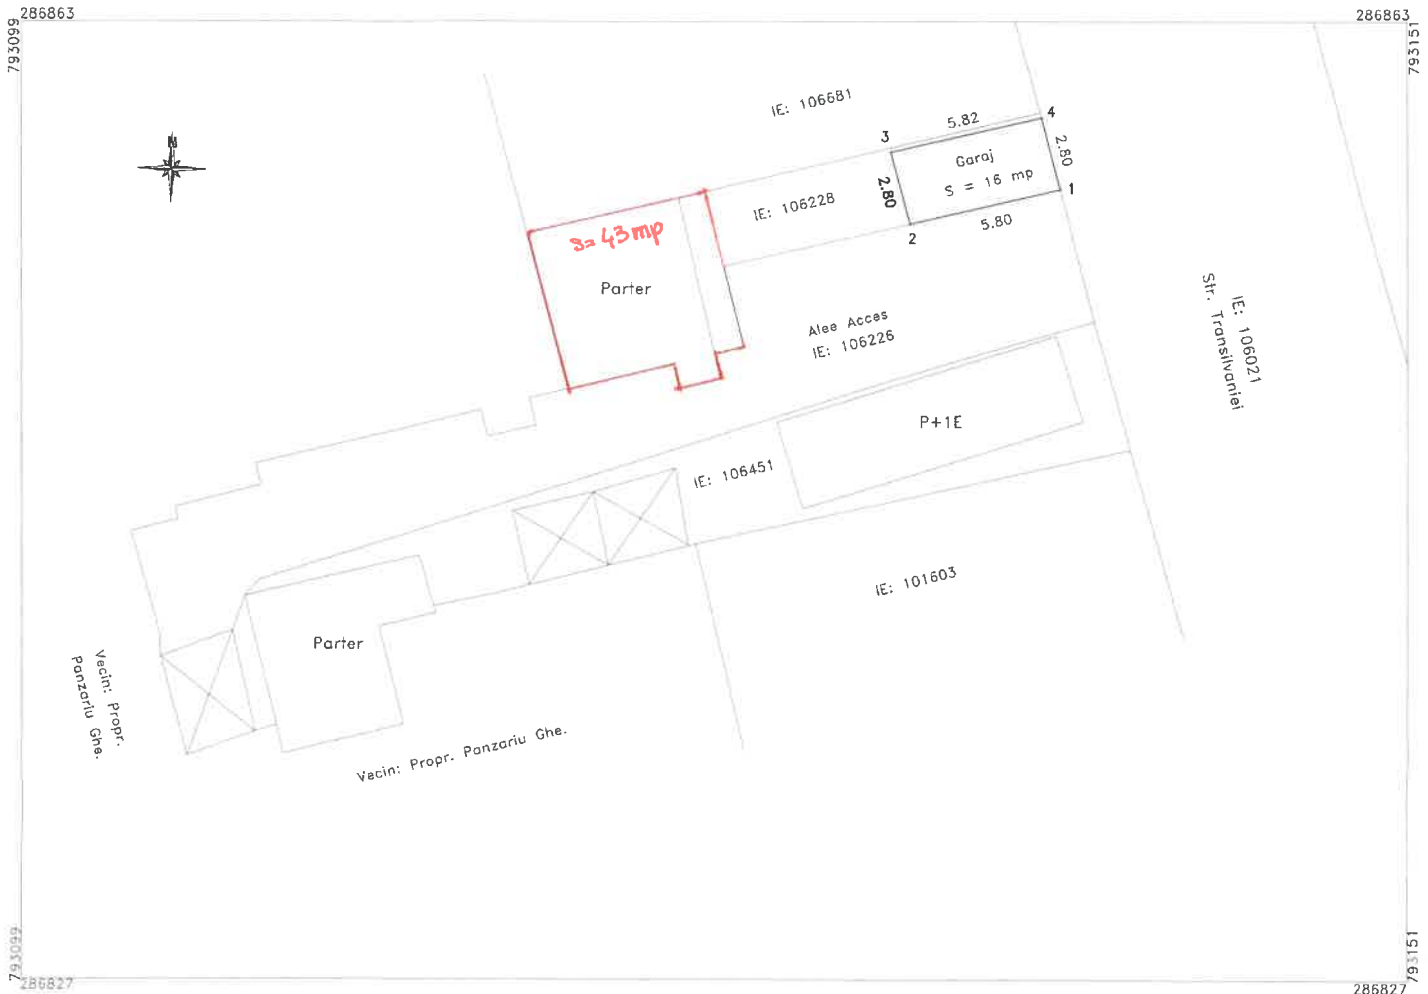 286863
286863
793099
793151
N
IE: 106681
5.82
4
3
Garaj
S = 16 mp
2.80
2.80
1
IE: 106228
5.80
2
S=43mp
Parter
Alee Acces
IE: 106226
IE: 106021
Str. Transilvaniei
P+1E
IE: 106451
IE: 101603
Parter
Vecin: Propr.
Panzariu Ghe.
Vecin: Propr. Panzariu Ghe.
793099
793151
286827
286827